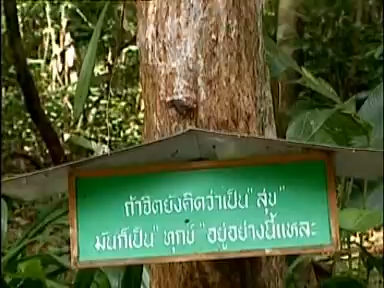 ถ้าจิตยังคิดว่าเป็น "สุข"
มันก็เป็น "ทุกข์" อยู่อย่างนี้แหละ